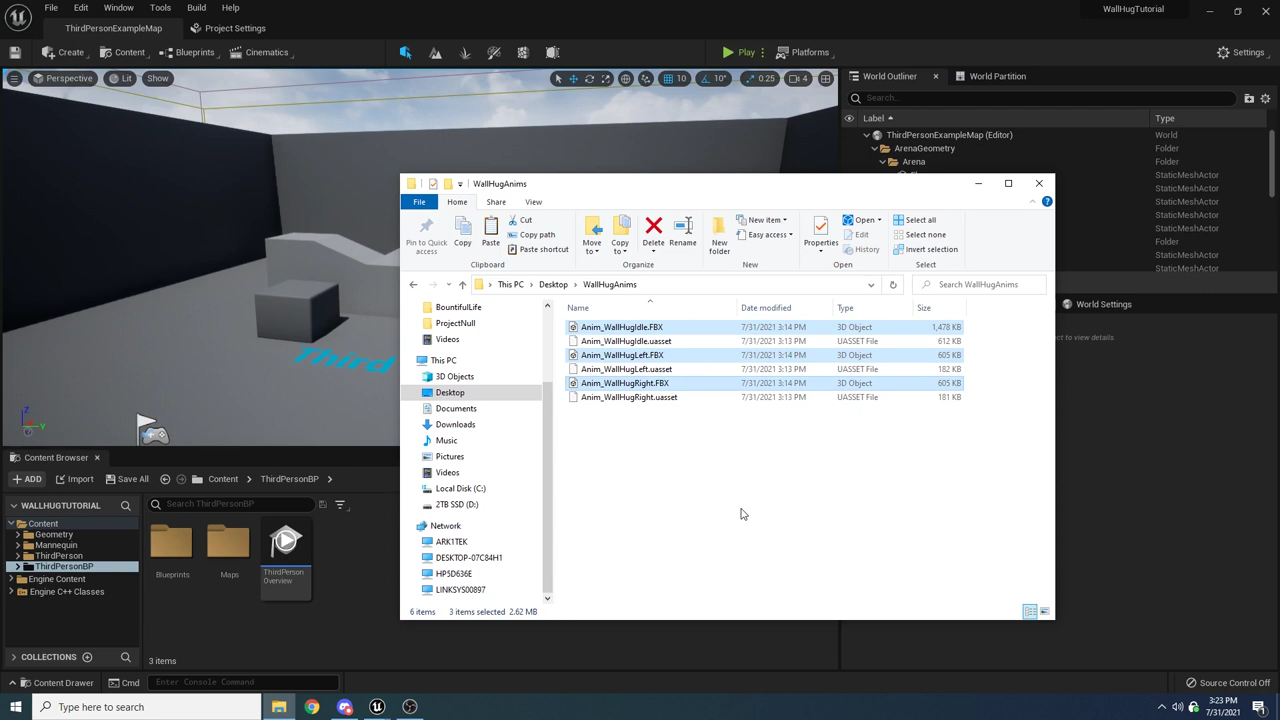 File Edit Window Tools Help
WallHugTutorial
ThirdPersonExampleMap
Project Settings
Create Content Blueprints Cinematics Play Platforms Settings
Perspective Lit Show 10 10° 0.25 4
World Outliner World Partition
Search...
Label Type
ThirdPersonExampleMap (Editor) World
ArenaGeometry Folder
Arena Folder
StaticMeshActor
StaticMeshActor
StaticMeshActor
StaticMeshActor
Folder
StaticMeshActor
StaticMeshActor
World Settings
Third
WallHugAnims
File Home Share View
Pin to Quick access
Copy
Paste
Cut
Copy path
Paste shortcut
Clipboard
Move to
Copy to
Delete
Rename
Organize
New folder
New item
Easy access
New
Properties
Open
Edit
History
Open
Select all
Select none
Invert selection
Select
This PC > Desktop > WallHugAnims
Search WallHugAnims
BountifulLife
ProjectNull
Videos
This PC
3D Objects
Desktop
Documents
Downloads
Music
Pictures
Videos
Local Disk (C:)
2TB SSD (D:)
Network
ARK1TEK
DESKTOP-07C84H1
HP5D636E
LINKSYS00897
Name Date modified Type Size
Anim_WallHugIdle.FBX 7/31/2021 3:14 PM 3D Object 1,478 KB
Anim_WallHugIdle.uasset 7/31/2021 3:13 PM UASSET File 612 KB
Anim_WallHugLeft.FBX 7/31/2021 3:14 PM 3D Object 605 KB
Anim_WallHugLeft.uasset 7/31/2021 3:13 PM UASSET File 182 KB
Anim_WallHugRight.FBX 7/31/2021 3:14 PM 3D Object 605 KB
Anim_WallHugRight.uasset 7/31/2021 3:13 PM UASSET File 181 KB
6 items 3 items selected 2.62 MB
Content Browser
ADD Import Save All Content > ThirdPersonBP >
WALLHUGTUTORIAL
Content
Geometry
Mannequin
ThirdPerson
ThirdPersonBP
Engine Content
Engine C++ Classes
COLLECTIONS
Search ThirdPersonBP
Blueprints
Maps
ThirdPerson
Overview
3 items
Content Drawer Cmd Enter Console Command Source Control Off
Type here to search
3:23 PM
7/31/2021